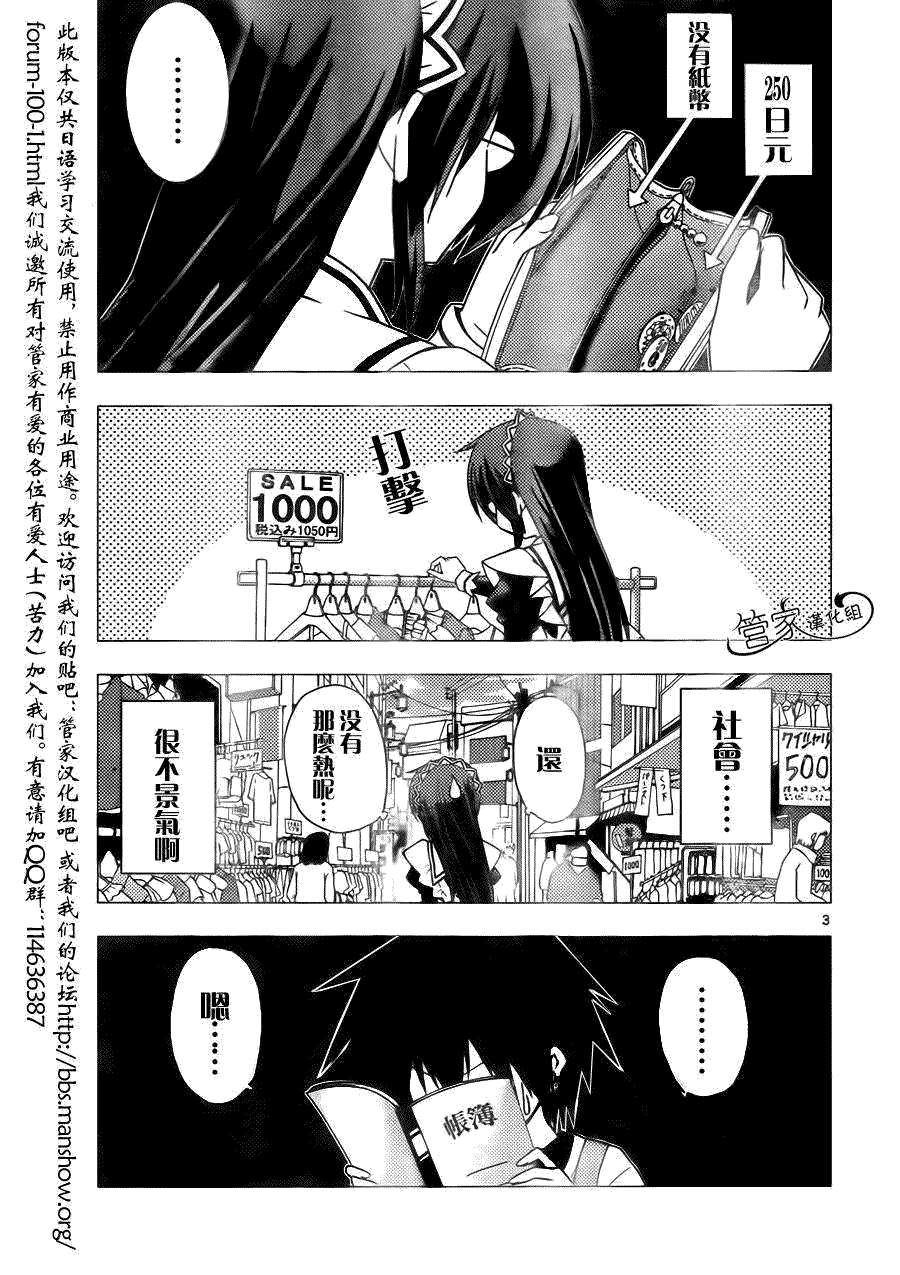 此版本仅共日语学习交流使用，禁止用作商业用途。欢迎访问我们的贴吧：管家汉化组吧 或者我们的论坛http://bbs.manshow.org/
forum-100-1.html我们诚邀所有对管家有爱的各位有爱人士（苦力）加入我们。有意请加QQ群：114636387
250日元
没有紙幣
………
打擊
SALE
1000
税込み1050円
管家漢化組
社會……
還
没有
那麼熱呢…
很不景氣啊
500
1000
100
500
3
………
嗯……
帳簿